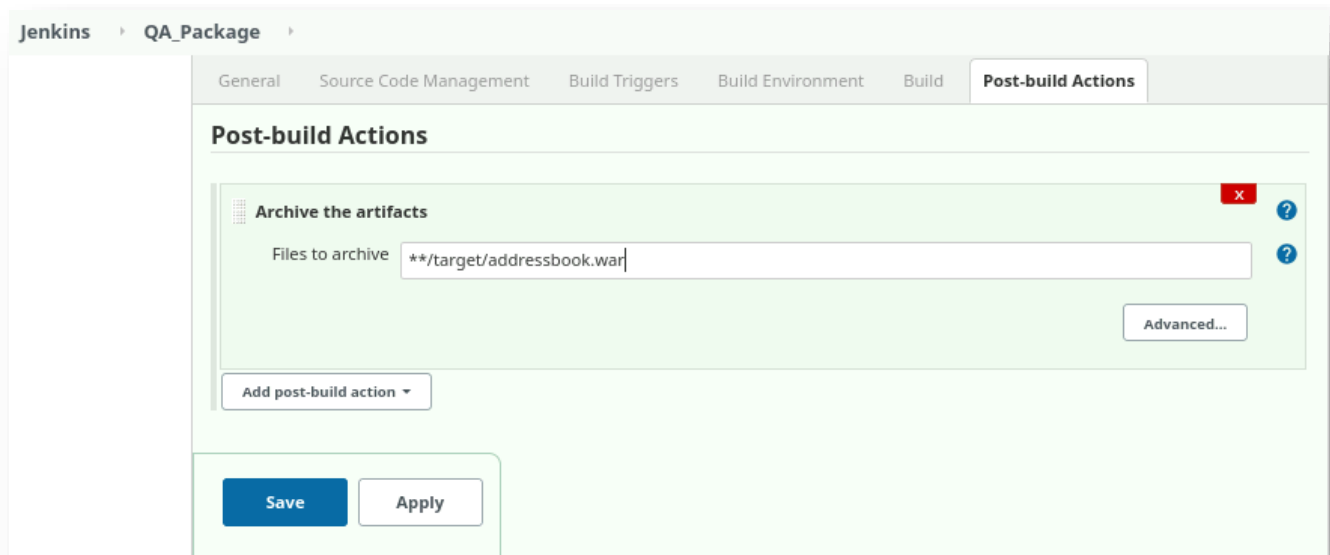 Jenkins QA_Package
General Source Code Management Build Triggers Build Environment Build Post-build Actions
Post-build Actions
x
Archive the artifacts ?
Files to archive **/target/addressbook.war ?
Advanced...
Add post-build action
Save Apply